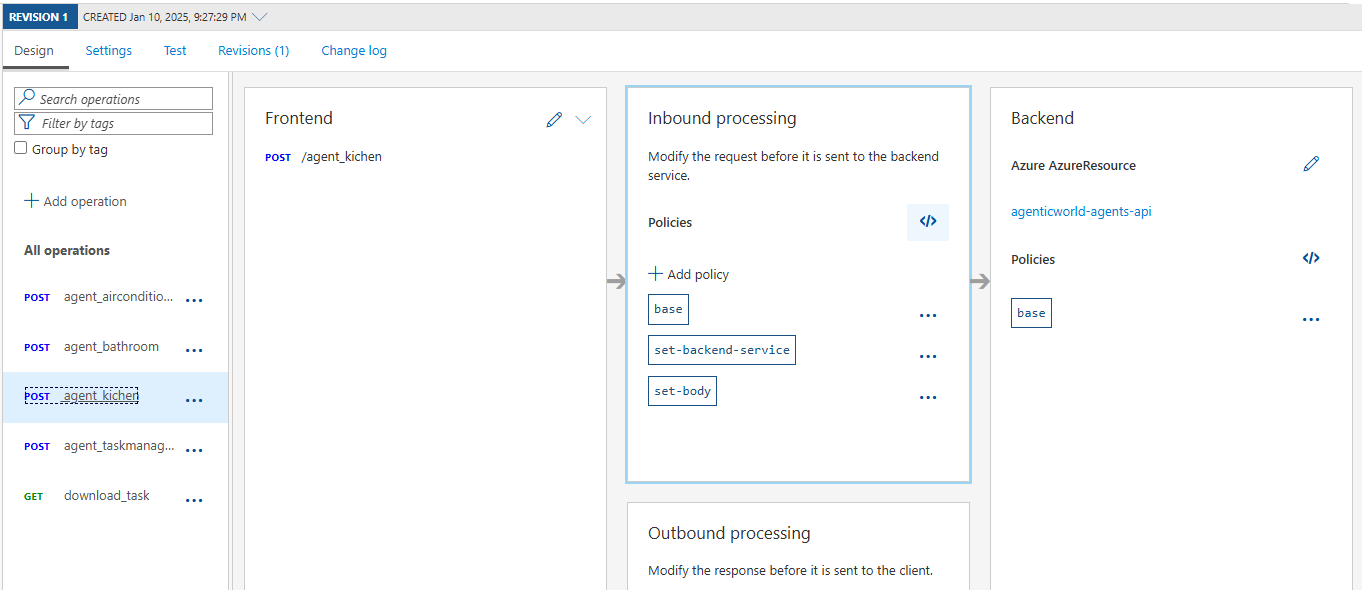 REVISION 1 CREATED Jan 10, 2025, 9:27:29 PM
Design Settings Test Revisions (1) Change log
Search operations
Filter by tags
Group by tag
Add operation
All operations
POST agent_airconditio...
POST agent_bathroom
POST agent_kichen
POST agent_taskmanag...
GET download_task
Frontend
POST /agent_kichen
Inbound processing
Modify the request before it is sent to the backend
service.
Policies
</>
Add policy
base
set-backend-service
set-body
Outbound processing
Modify the response before it is sent to the client.
Backend
Azure AzureResource
agenticworld-agents-api
Policies
</>
base